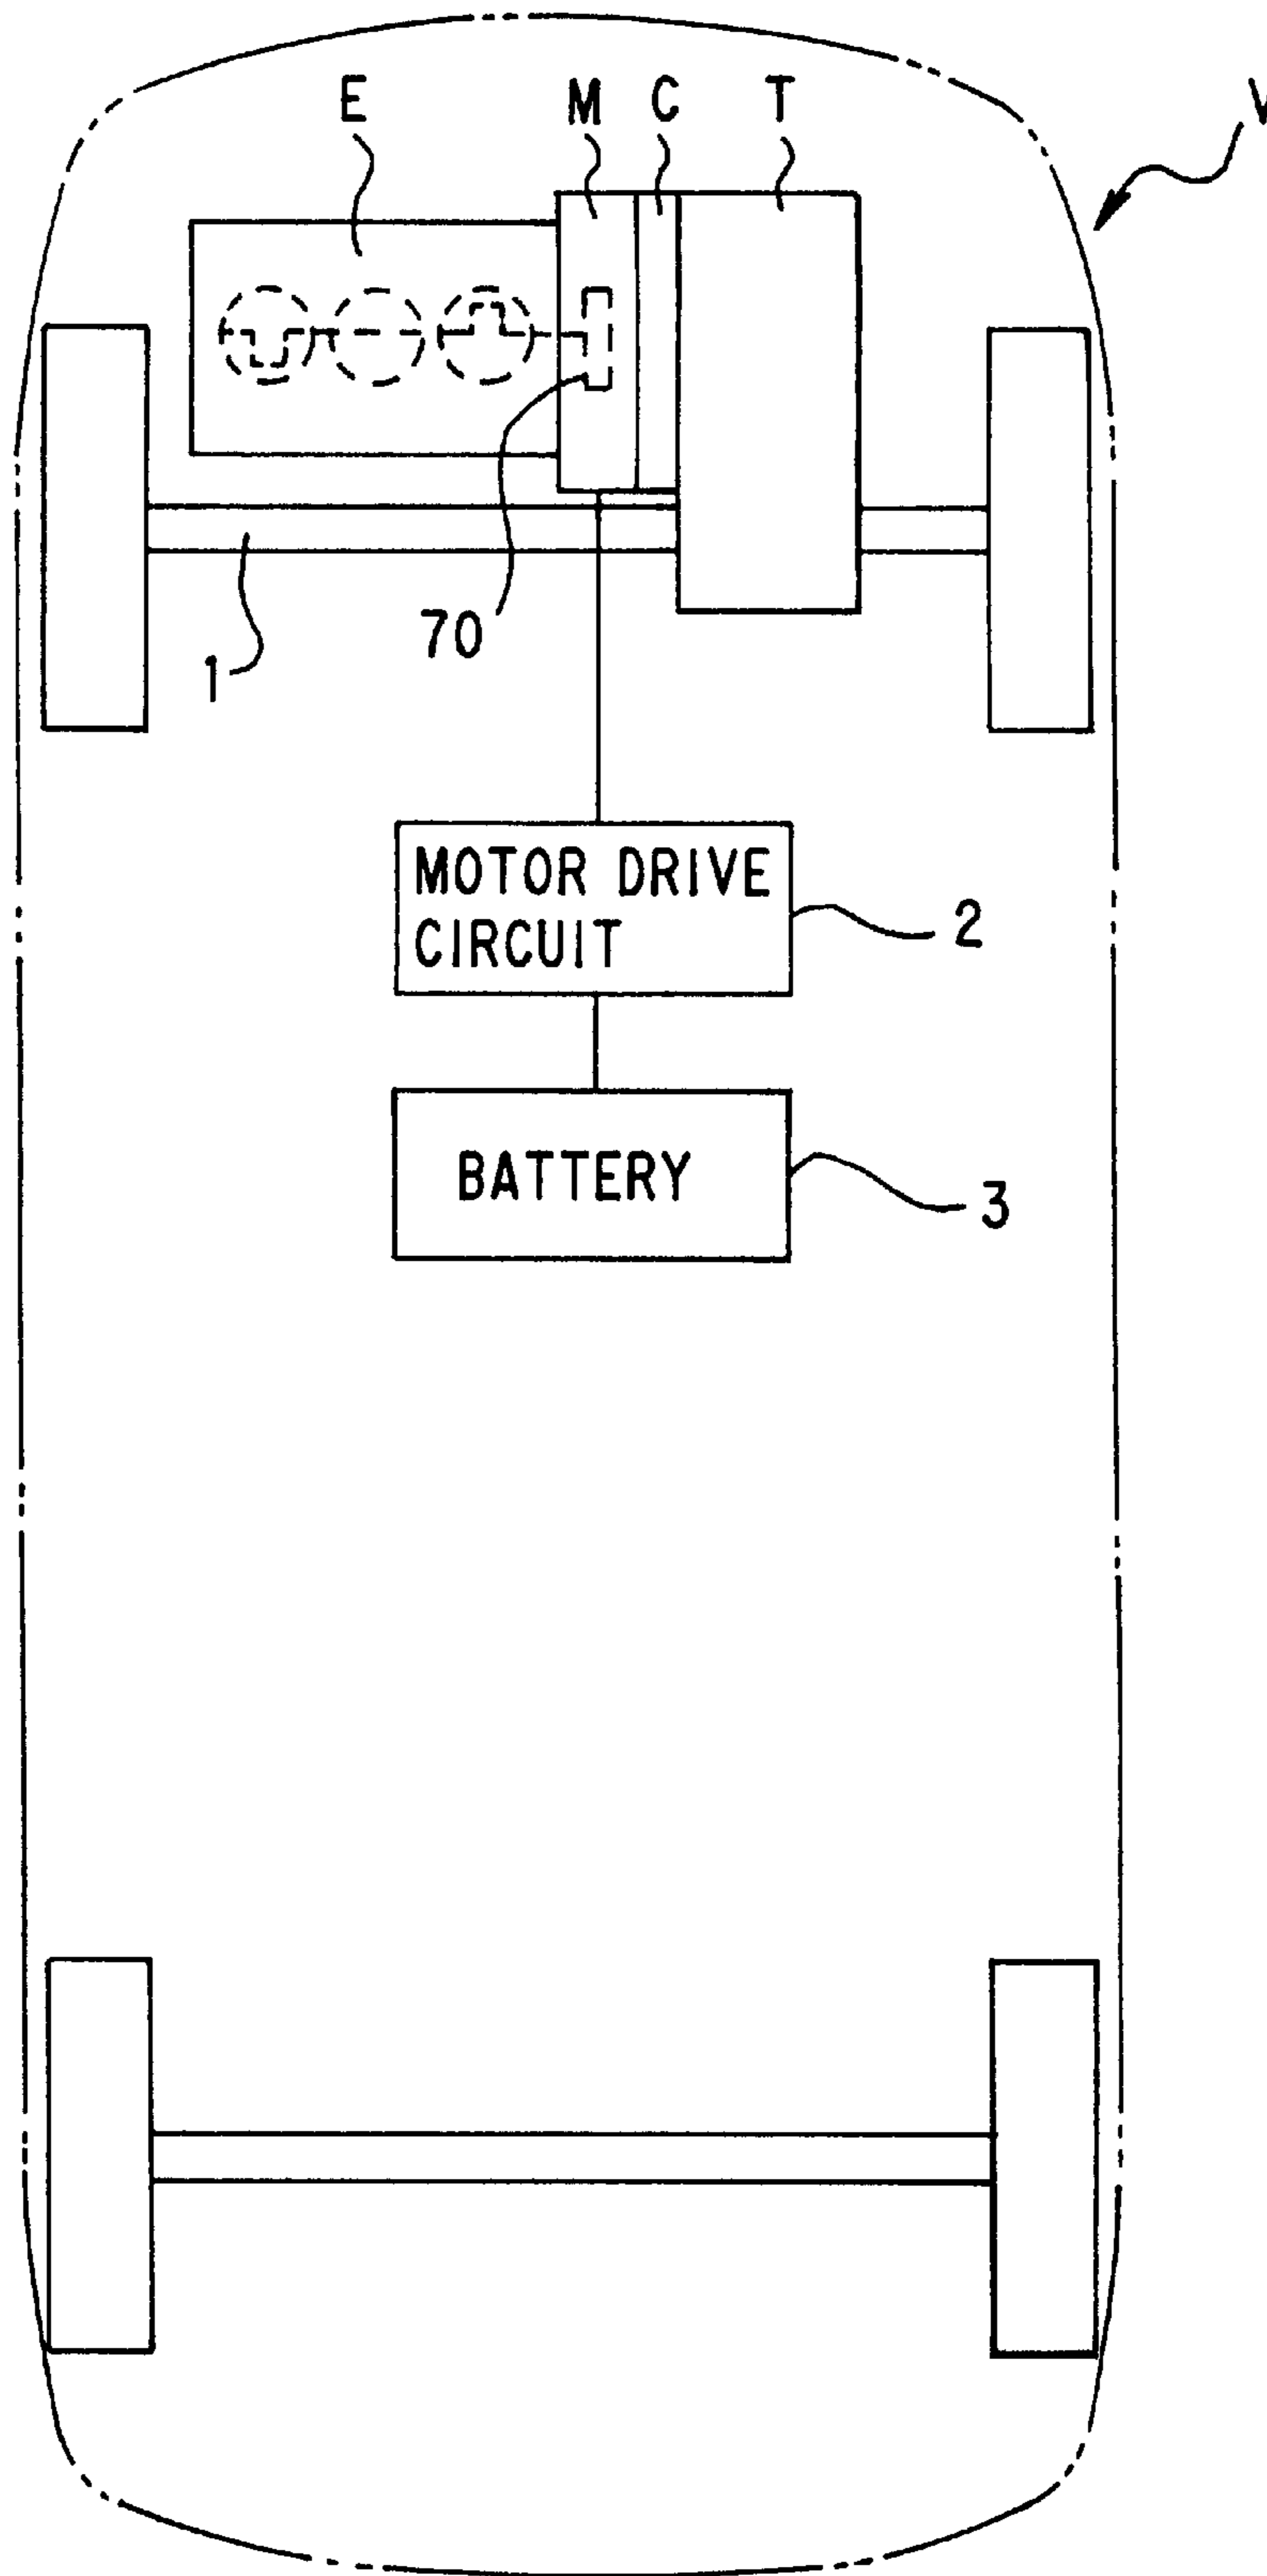 E M C T V
70
1
MOTOR DRIVE
CIRCUIT
2
BATTERY
3